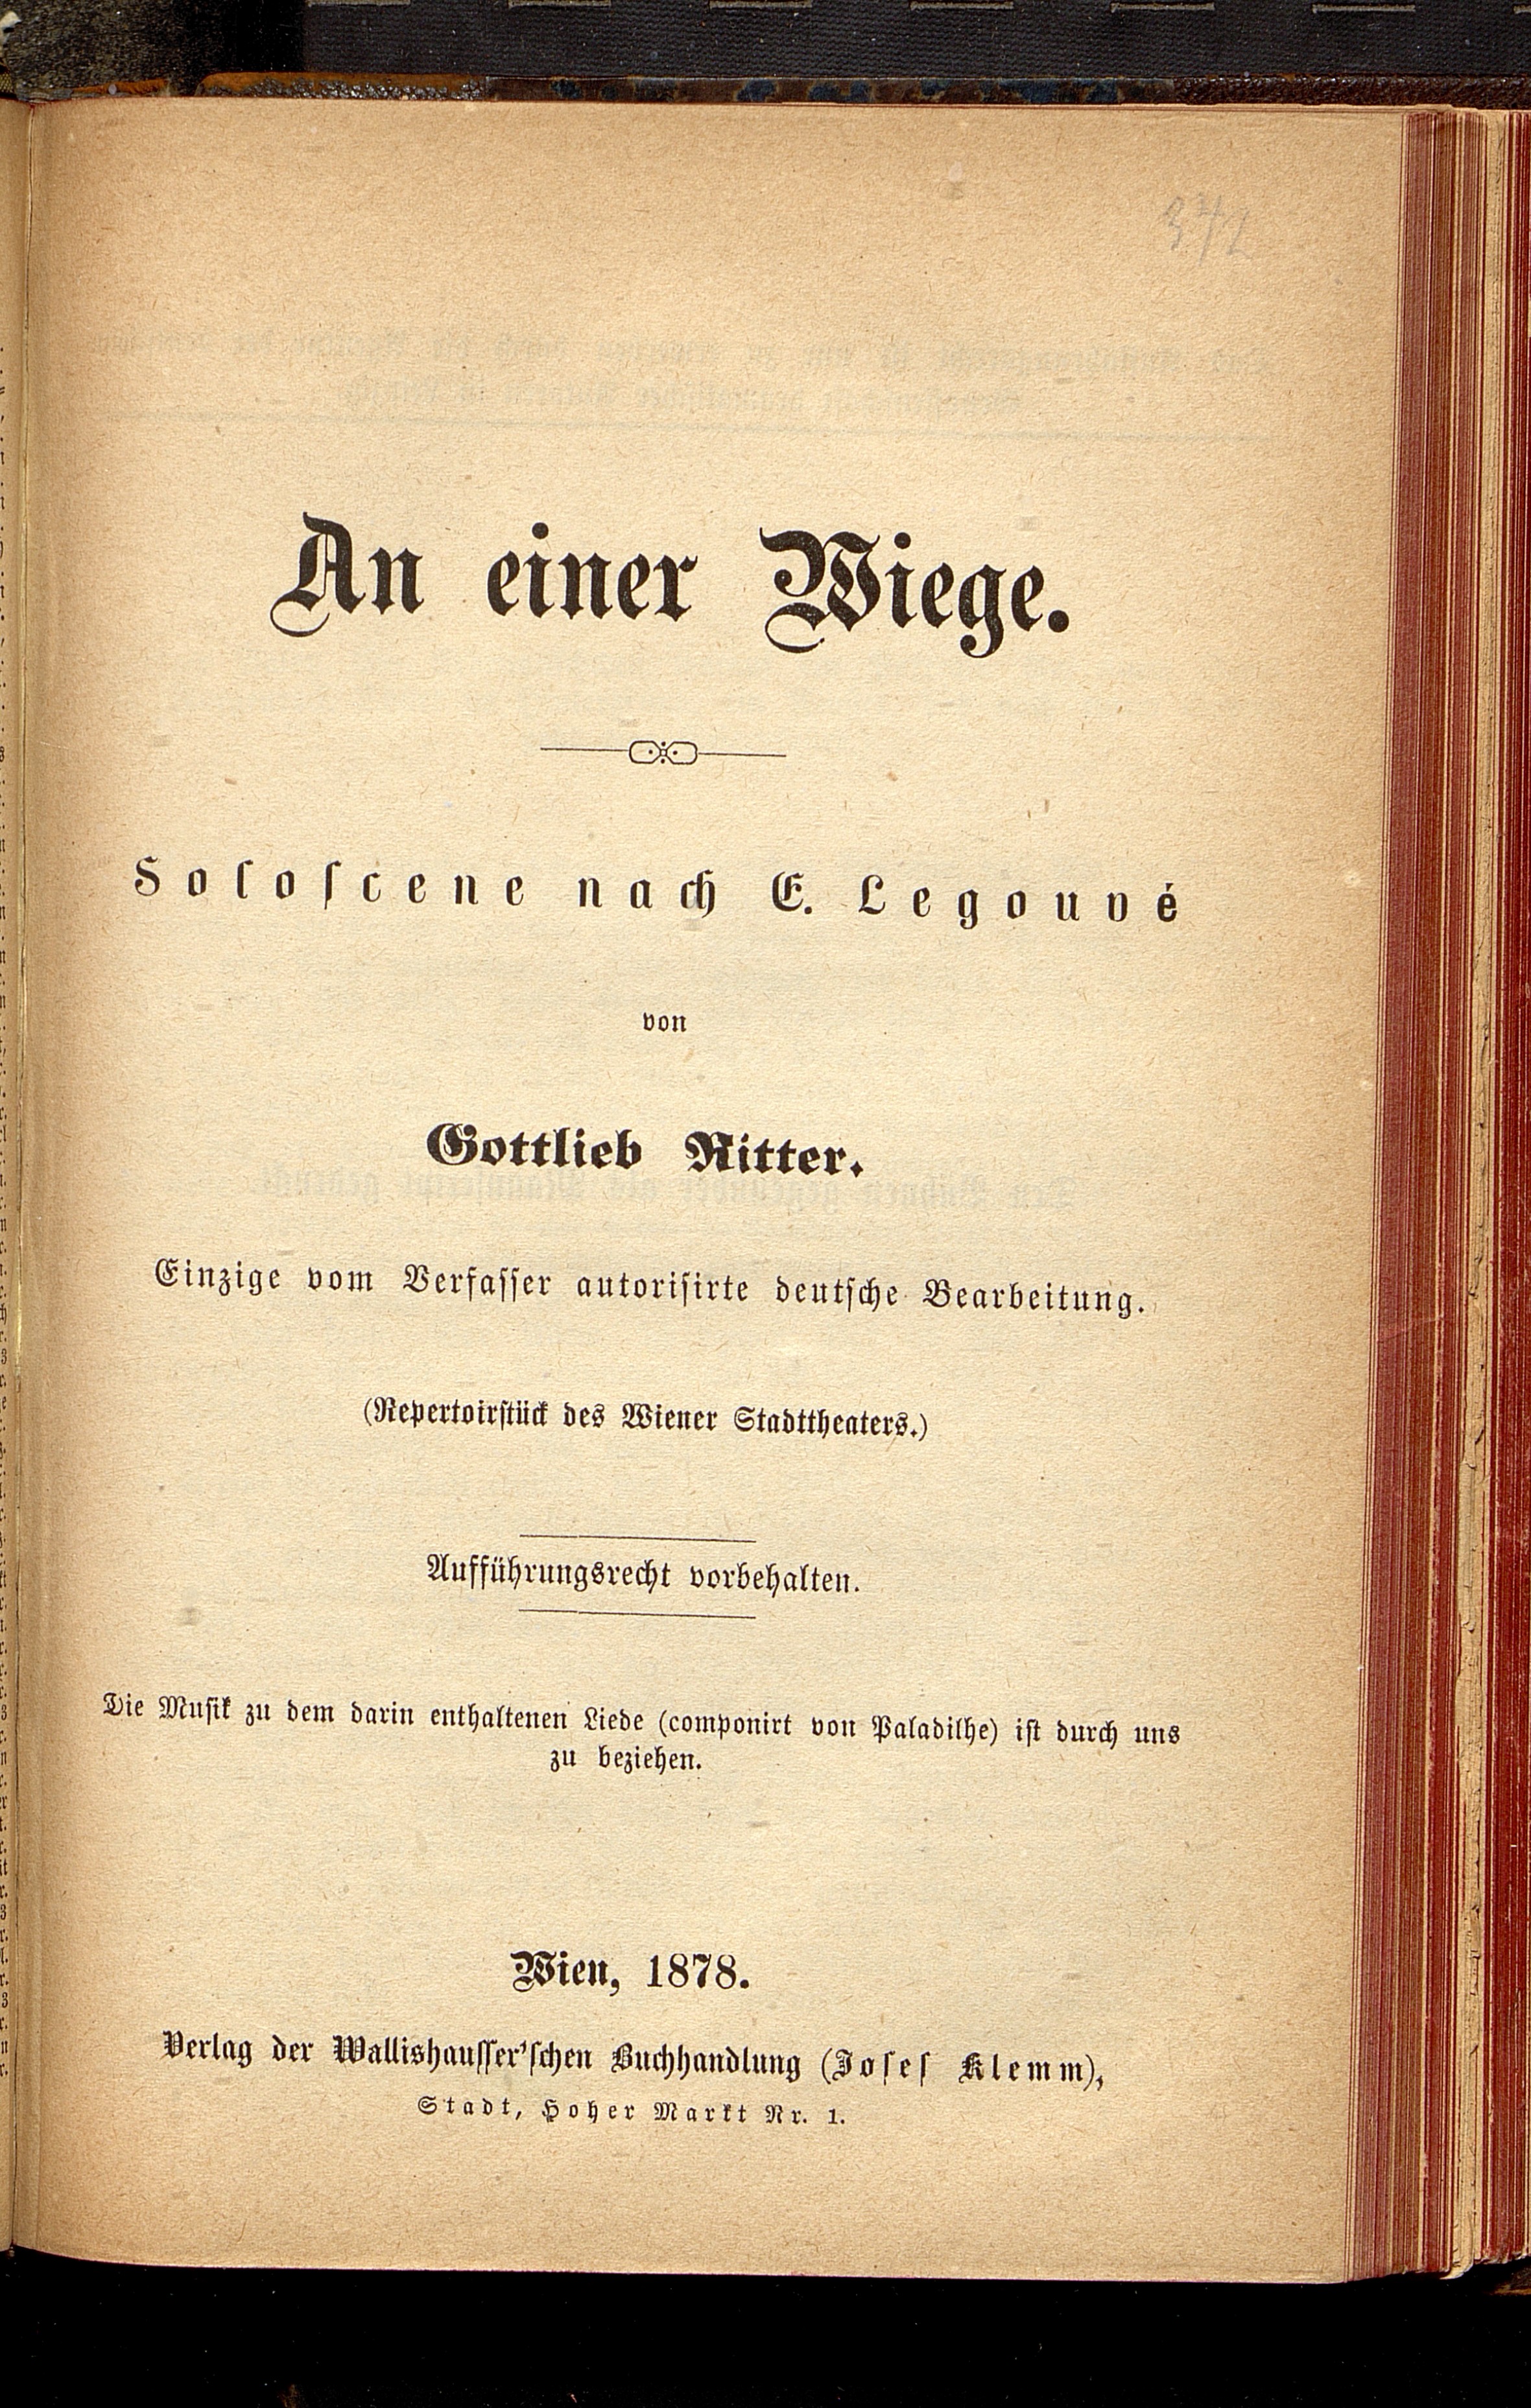 An einer Wiege.
Soloscene nach E. Legouvé
von
Gottlieb Ritter.
Einzige vom Verfasser autorisirte deutsche Bearbeitung.
(Repertoirstück des Wiener Stadttheaters.)
Aufführungsrecht vorbehalten.
Die Musik zu dem darin enthaltenen Liede (componirt von Paladilhe) ist durch uns
zu beziehen.
Wien, 1878.
Verlag der Wallishausser'schen Buchhandlung (Josef Klemm),
Stadt, Hoher Markt Nr. 1.